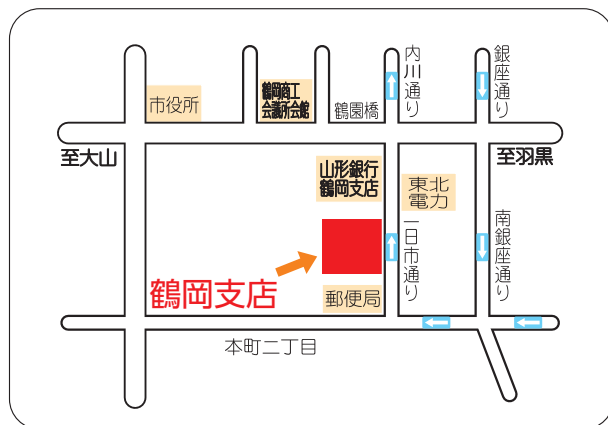 市役所
鶴岡商工
会議所会館
鶴園橋
内川通り
銀座通り
至大山
至羽黒
山形銀行
鶴岡支店
東北
電力
一日市通り
南銀座通り
鶴岡支店
郵便局
本町二丁目